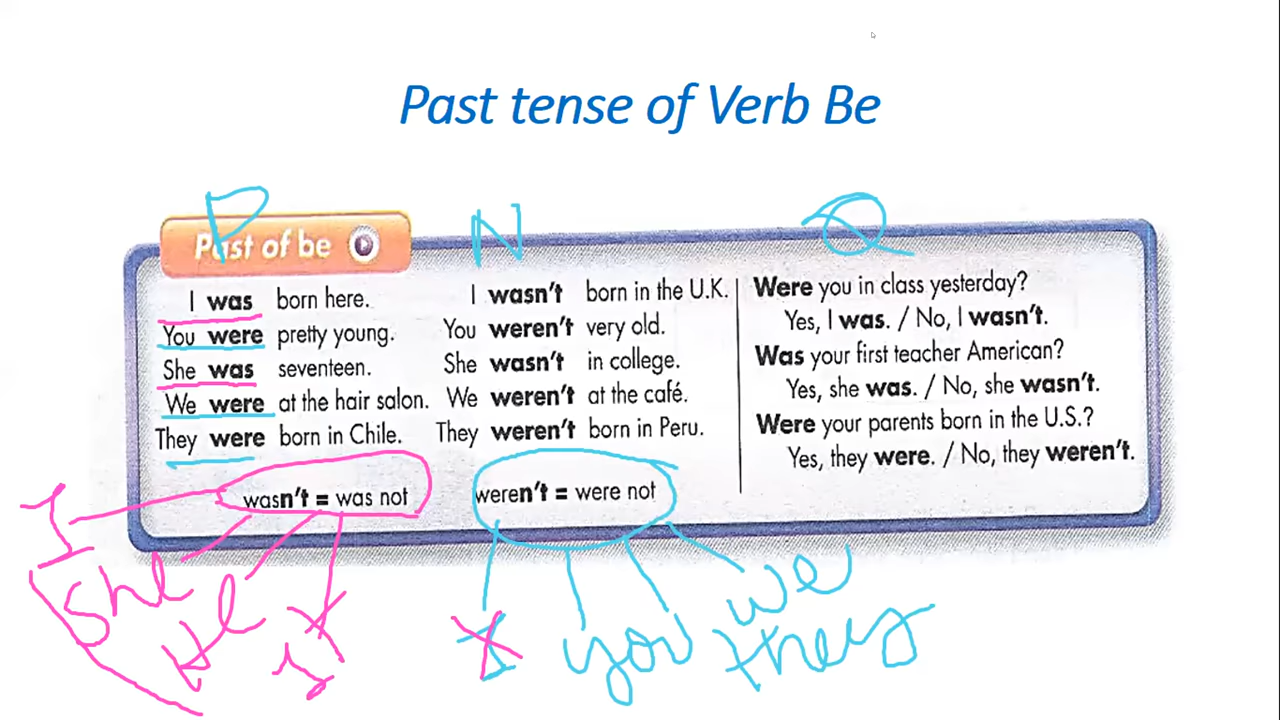 Past tense of Verb Be
P
N
Q
Past of be
I was born here.
You were pretty young.
She was seventeen.
We were at the hair salon.
They were born in Chile.
wasn't = was not
I wasn't born in the U.K.
You weren't very old.
She wasn't in college.
We weren't at the café.
They weren't born in Peru.
weren't = were not
Were you in class yesterday?
Yes, I was. / No, I wasn't.
Was your first teacher American?
Yes, she was. / No, she wasn't.
Were your parents born in the U.S.?
Yes, they were. / No, they weren't.
I
She
He
you
we
they